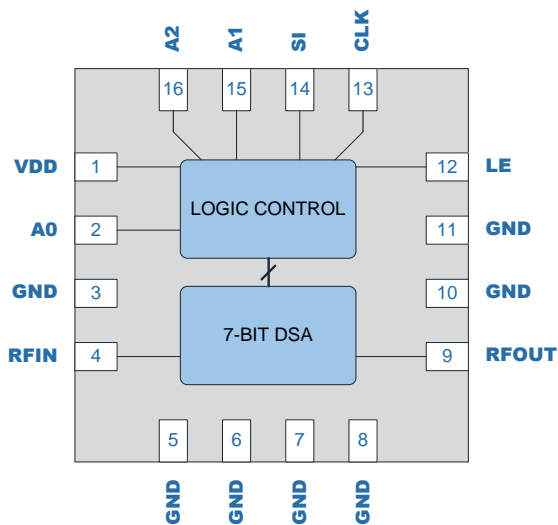 A2 A1 SI CLK
16 15 14 13
VDD 1 12 LE
LOGIC CONTROL
A0 2 11 GND
GND 3 10 GND
7-BIT DSA
RFIN 4 9 RFOUT
5 6 7 8
GND GND GND GND